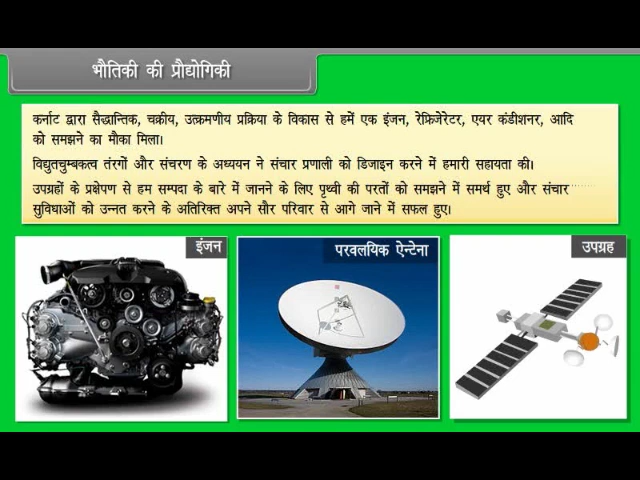 भौतिकी की प्रौद्योगिकी
कर्नाट द्वारा सैद्धान्तिक, चक्रीय, उत्क्रमणीय प्रक्रिया के विकास से हमें एक इंजन, रेफ्रिजेरेटर, एयर कंडीशनर, आदि
को समझने का मौका मिला।
विद्युतचुम्बकत्व तंरगों और संचरण के अध्ययन ने संचार प्रणाली को डिजाइन करने में हमारी सहायता की।
उपग्रहों के प्रक्षेपण से हम सम्पदा के बारे में जानने के लिए पृथ्वी की परतों को समझने में समर्थ हुए और संचार
सुविधाओं को उन्नत करने के अतिरिक्त अपने सौर परिवार से आगे जाने में सफल हुए।
इंजन
परवलयिक ऐन्टेना
उपग्रह